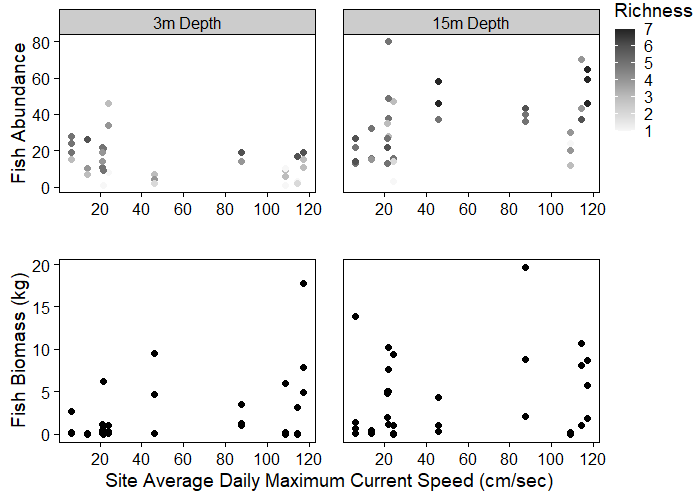 Richness
3m Depth 15m Depth
7
6
5
4
3
2
1
Fish Abundance
80
60
40
20
0
20 40 60 80 100 120 20 40 60 80 100 120
Fish Biomass (kg)
20
15
10
5
0
20 40 60 80 100 120 20 40 60 80 100 120
Site Average Daily Maximum Current Speed (cm/sec)